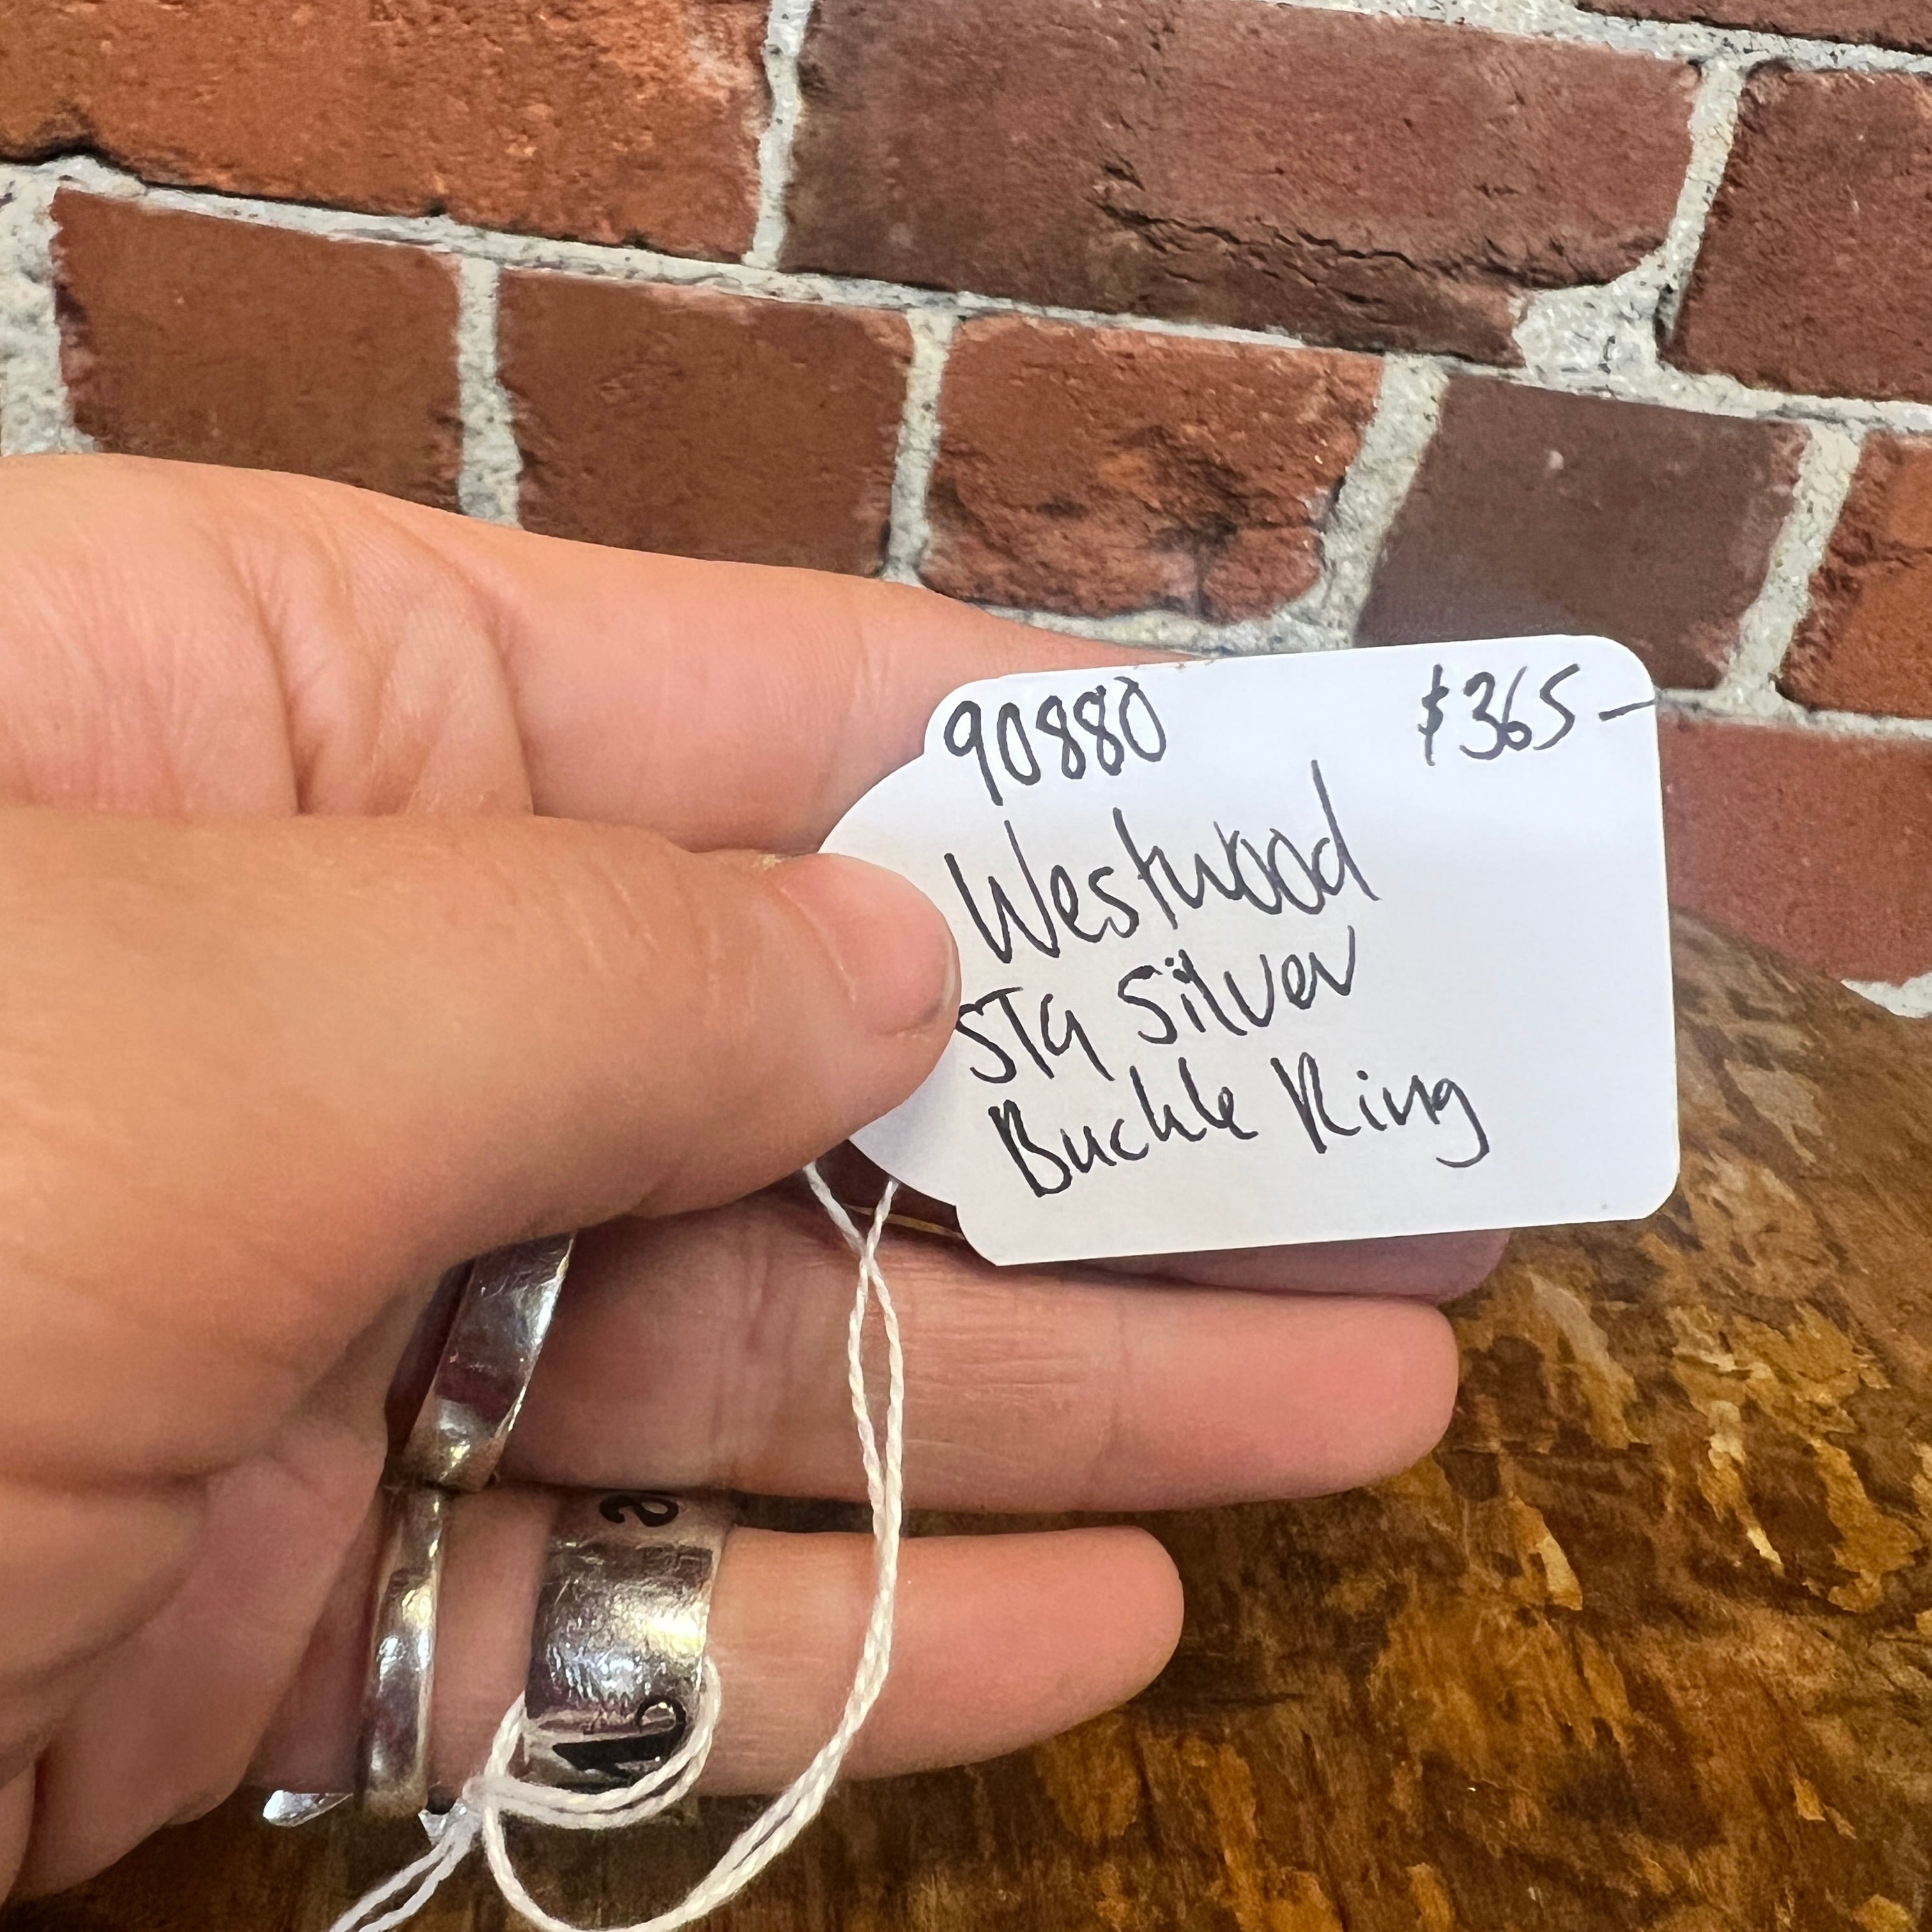 90880 $365-
Westwood
STG Silver
Buckle Ring